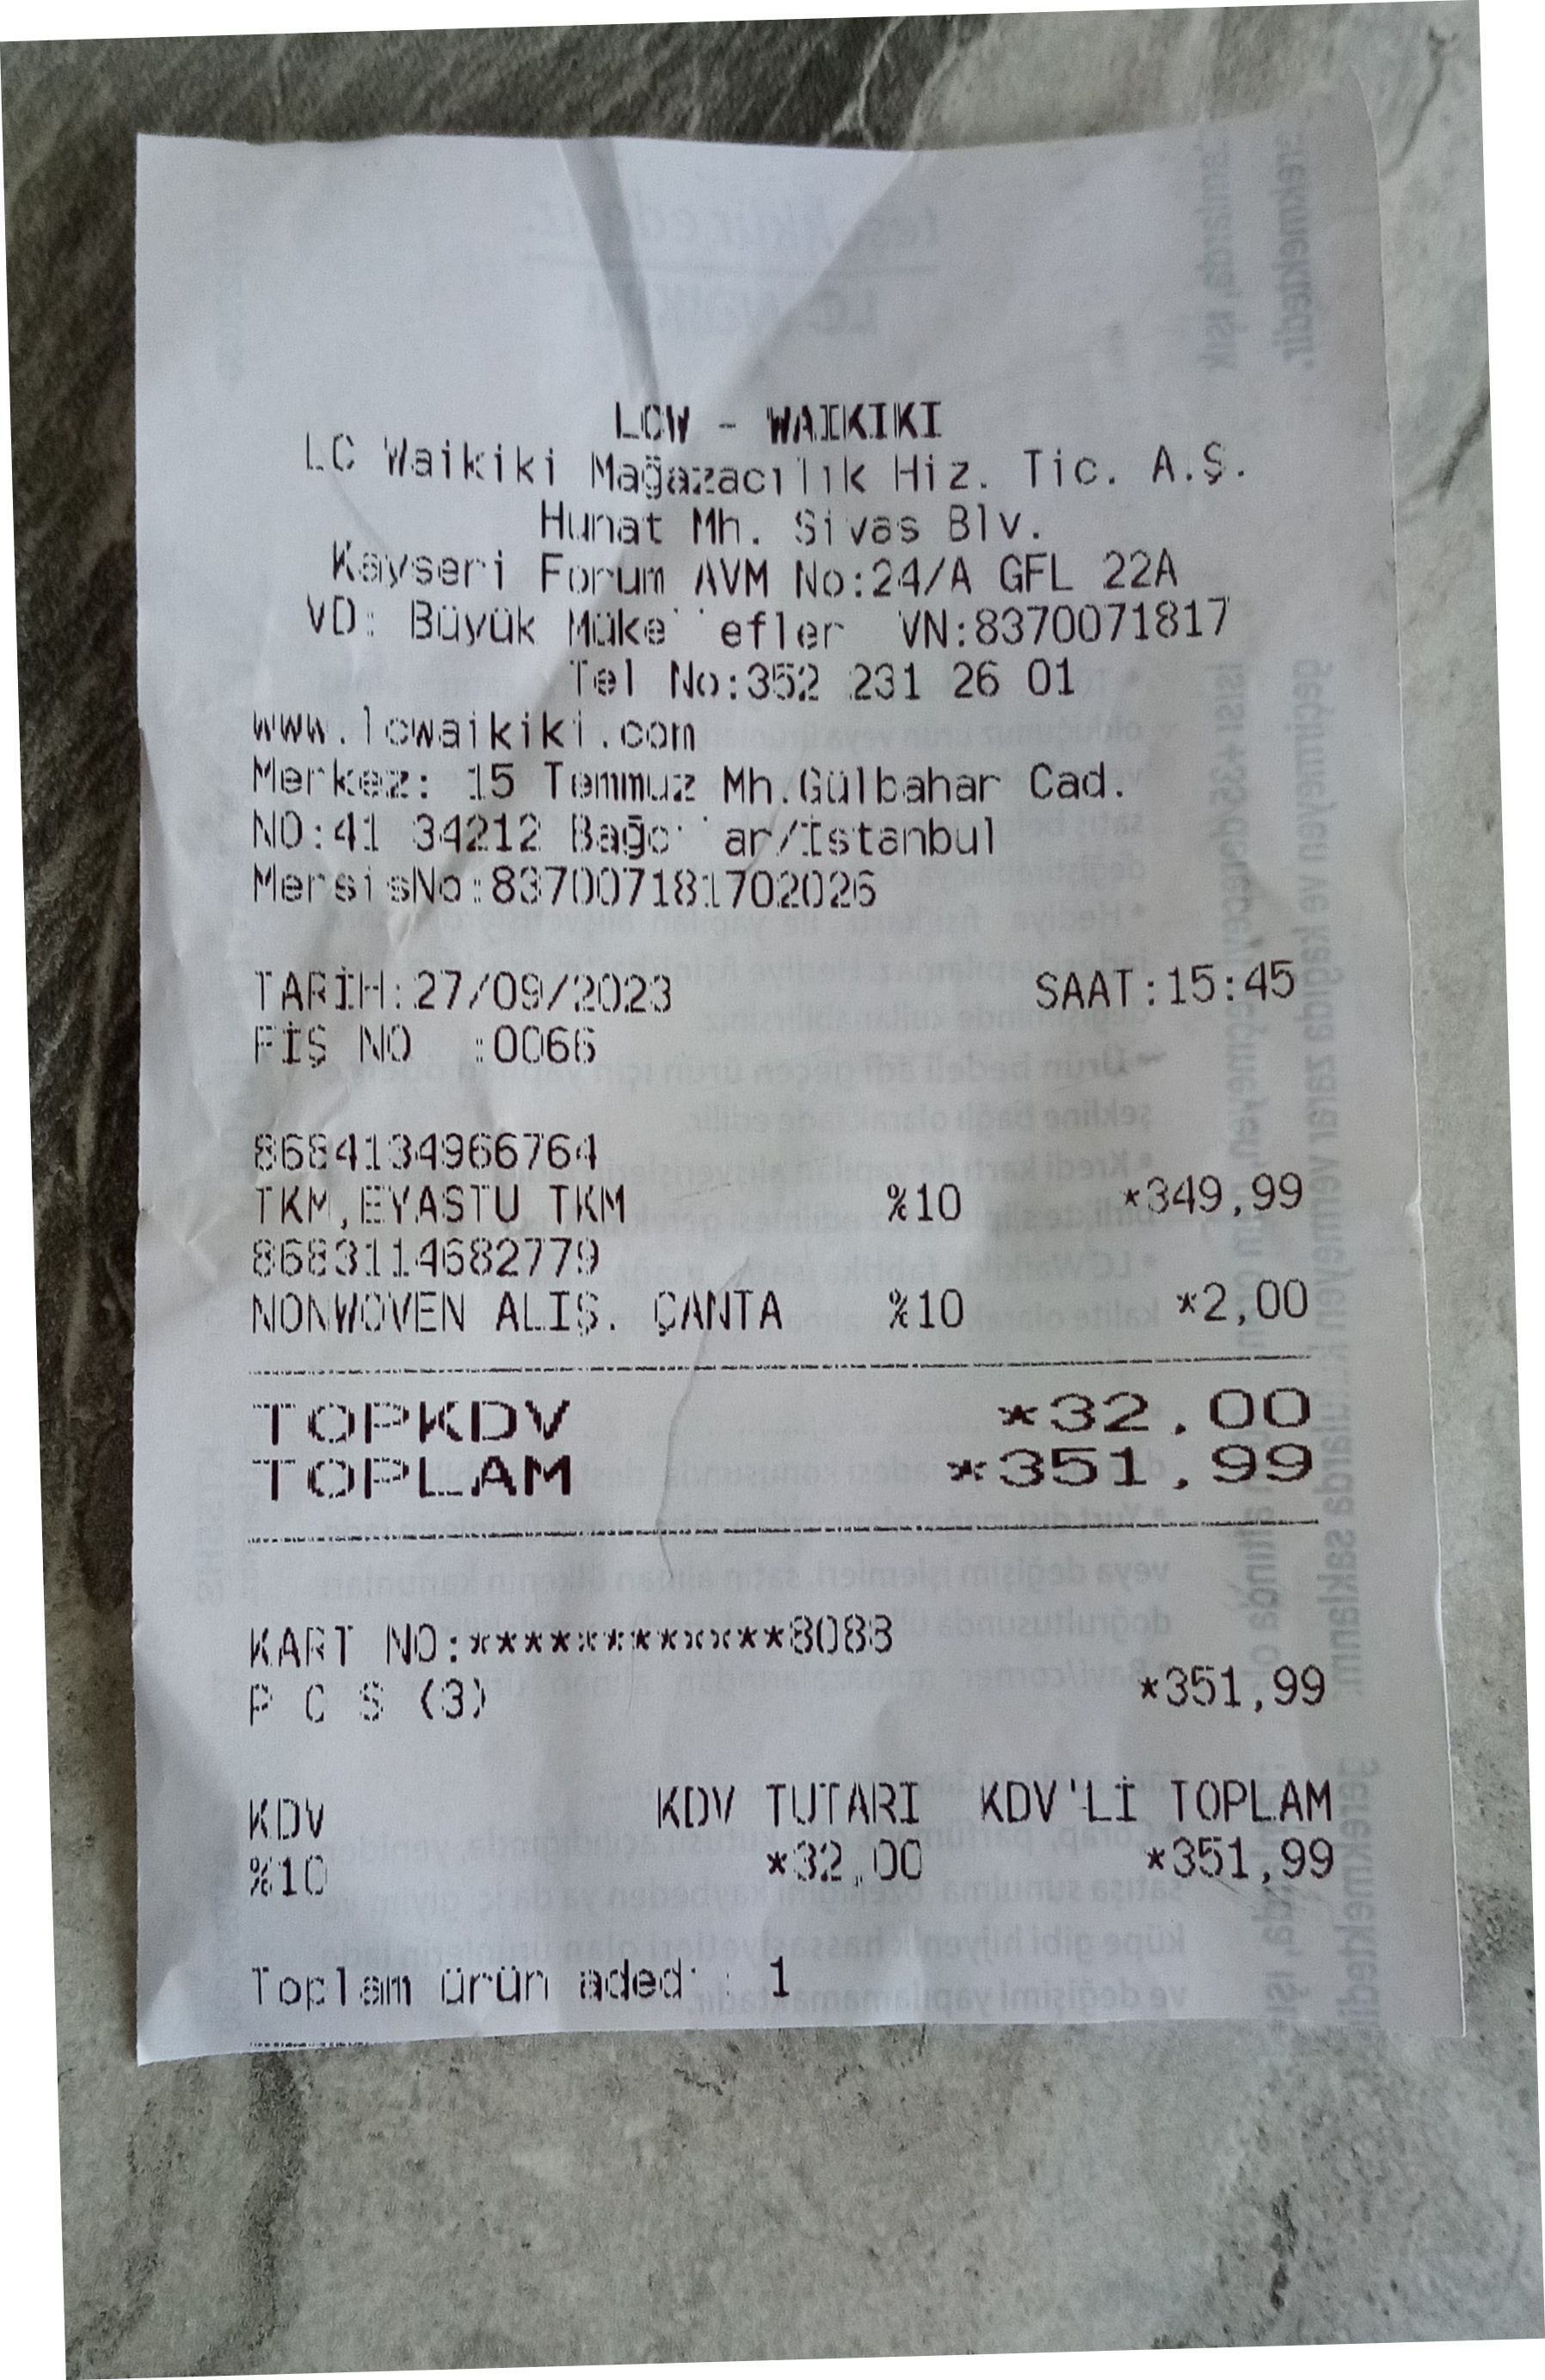 LCW - WAIKIKI
LC Waikiki Mağazacılık Hiz. Tic. A.Ş.
Hunat Mh. Sivas Blv.
Kayseri Forum AVM No:24/A GFL 22A
VD: Büyük Mükellefler VN:8370071817
Tel No:352 231 26 01
www.lcwaikiki.com
Merkez: 15 Temmuz Mh.Gülbahar Cad.
NO:41 34212 Bağcılar/İstanbul
MersisNo:837007181702026
TARİH:27/09/2023 SAAT:15:45
FİŞ NO :0066
8684134966764
TKM,EYASTU TKM %10 *349,99
8683114682779
NONWOVEN ALIŞ. ÇANTA %10 *2,00
TOPKDV *32,00
TOPLAM *351,99
KART NO:************8088
P C S (3) *351,99
KDV KDV TUTARI KDV'Lİ TOPLAM
%10 *32,00 *351,99
Toplam ürün adedi : 1